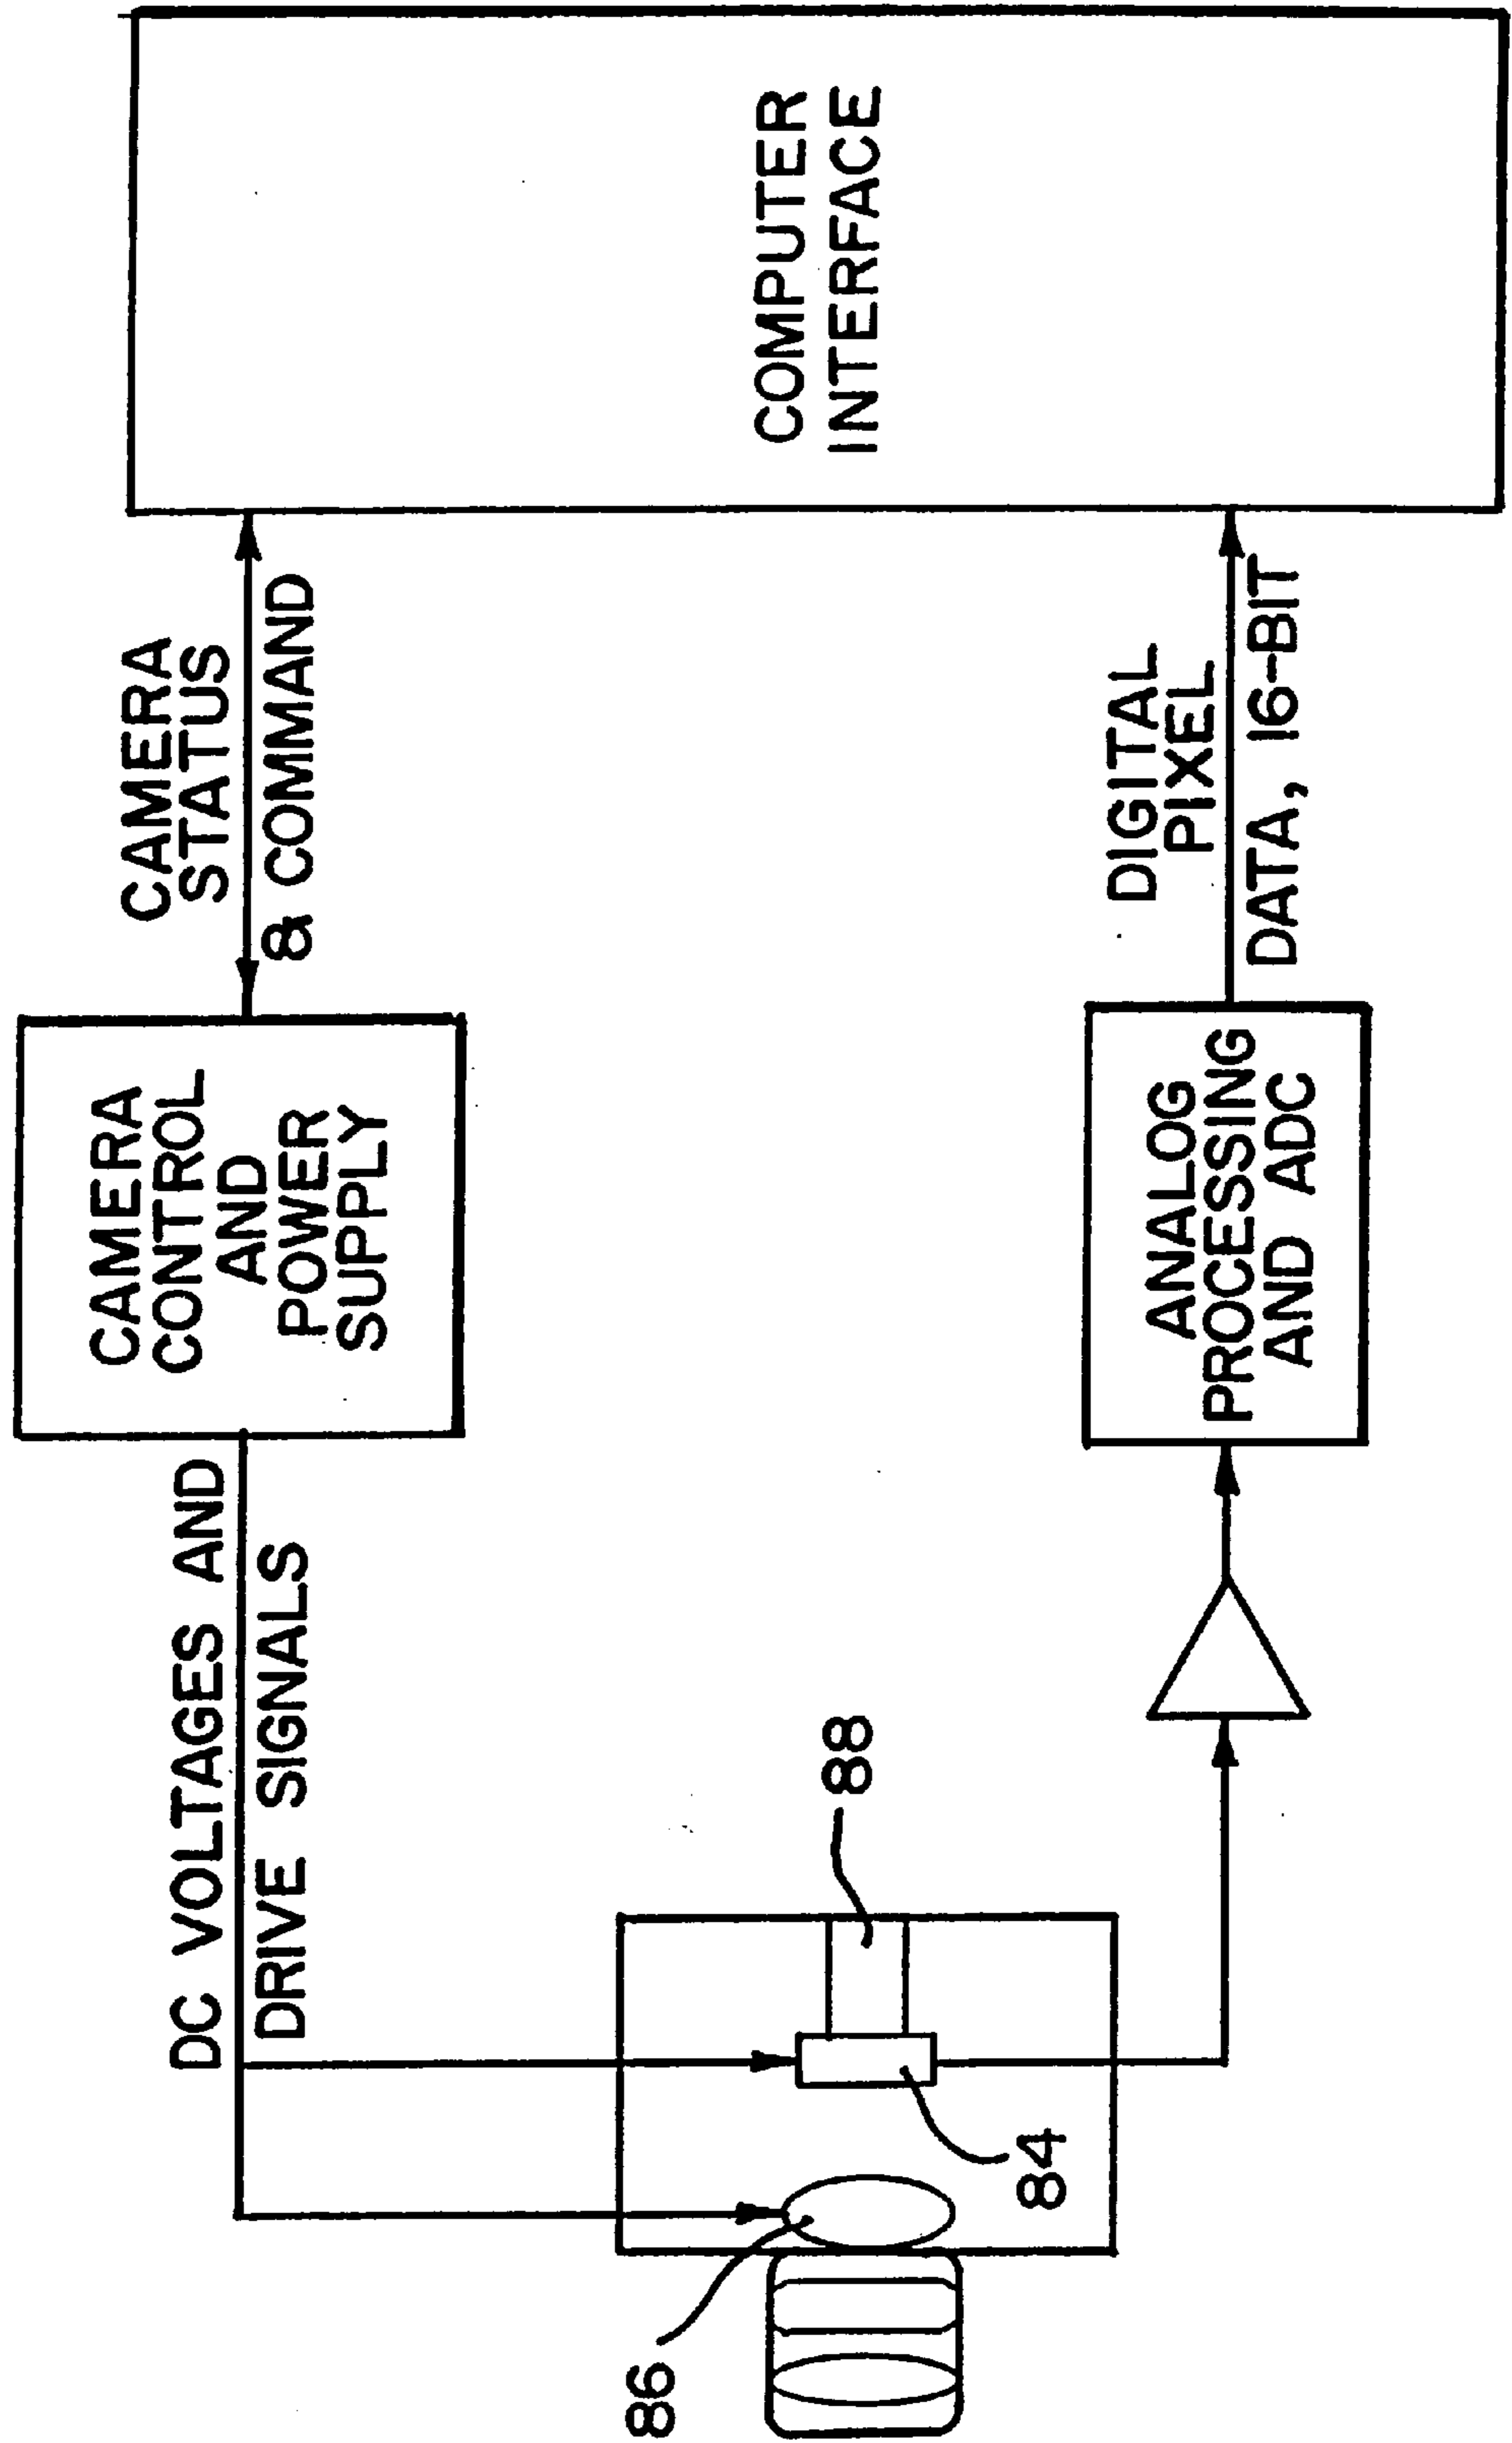 DC VOLTAGES AND
DRIVE SIGNALS
CAMERA
CONTROL
AND
POWER
SUPPLY
CAMERA
STATUS
& COMMAND
COMPUTER
INTERFACE
86
84
88
ANALOG
PROCESSING
AND ADC
DIGITAL
PIXEL
DATA, 16-BIT